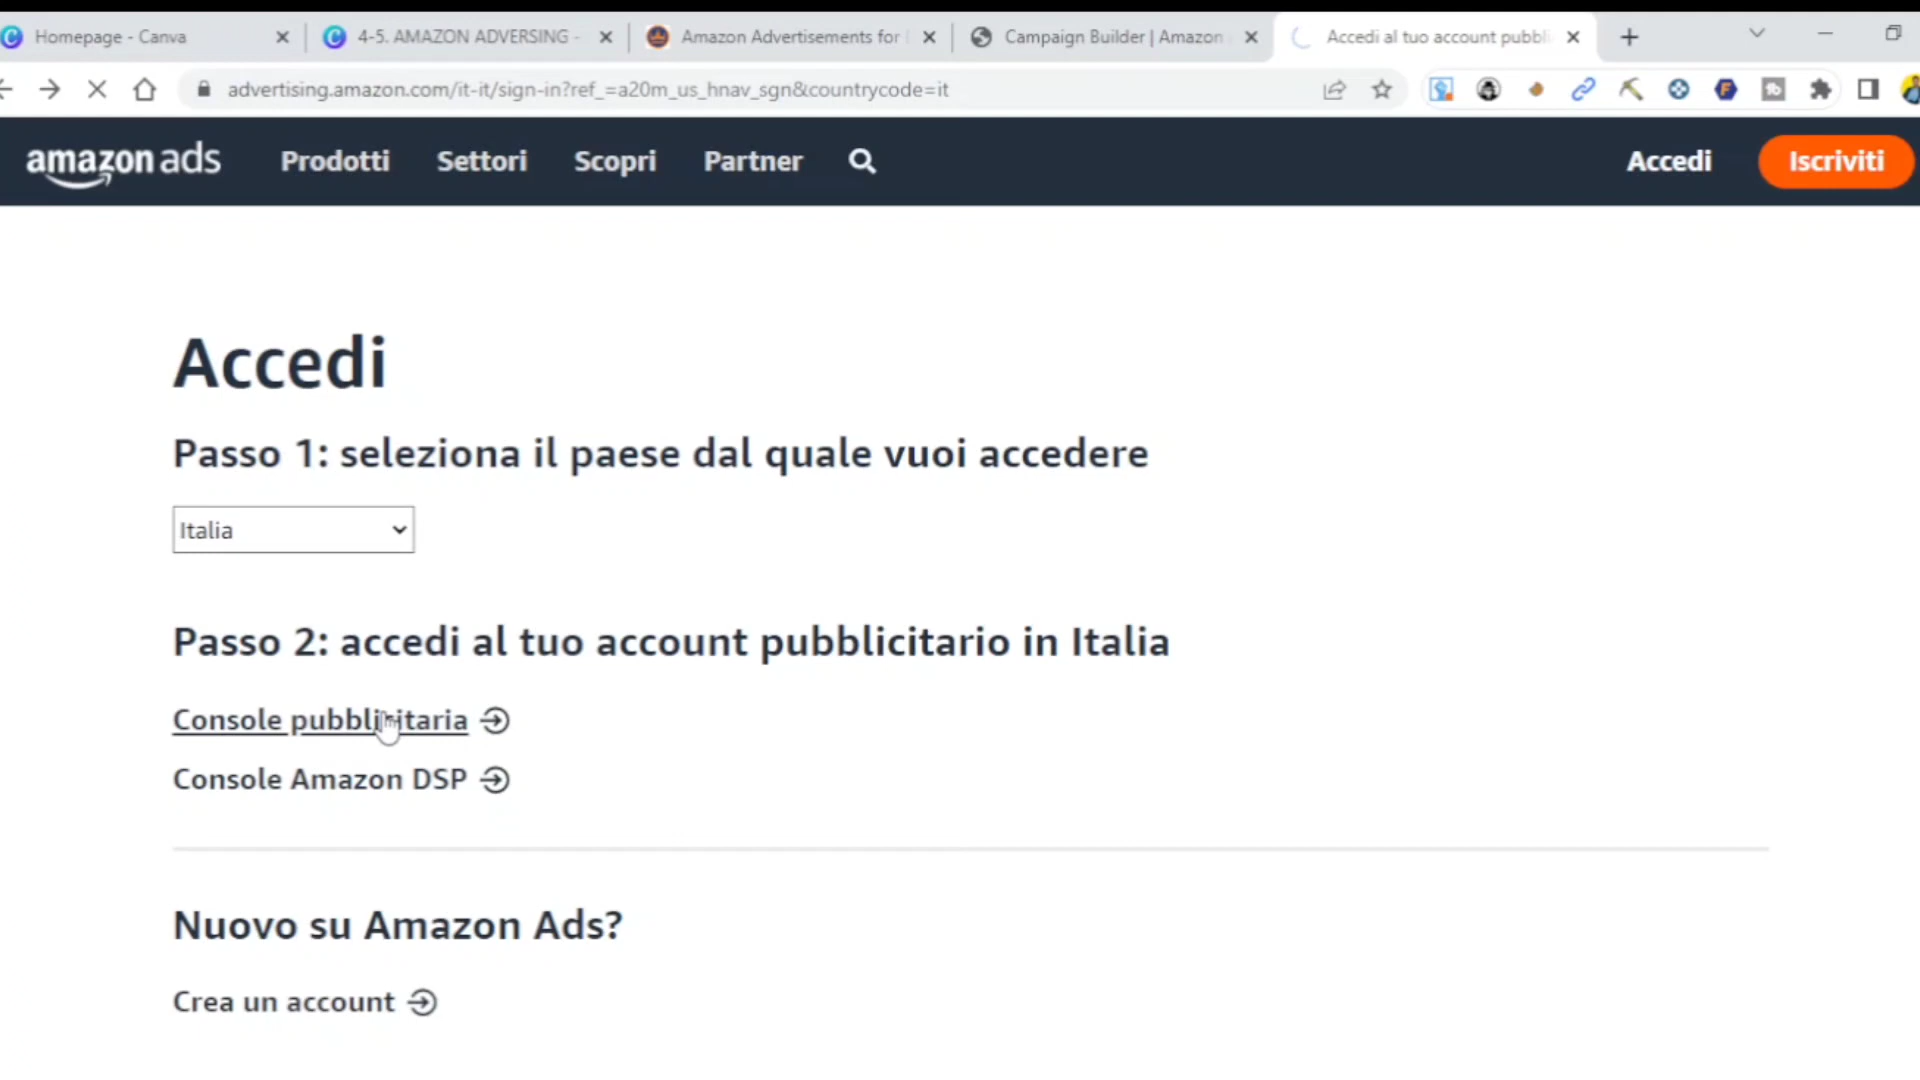 Homepage - Canva
4-5. AMAZON ADVERSING -
Amazon Advertisements for
Campaign Builder | Amazon
Accedi al tuo account pubbli
advertising.amazon.com/it-it/sign-in?ref_=a20m_us_hnav_sgn&countrycode=it
amazon ads
Prodotti
Settori
Scopri
Partner
Accedi
Iscriviti
Accedi
Passo 1: seleziona il paese dal quale vuoi accedere
Italia
Passo 2: accedi al tuo account pubblicitario in Italia
Console pubblicitaria
Console Amazon DSP
Nuovo su Amazon Ads?
Crea un account